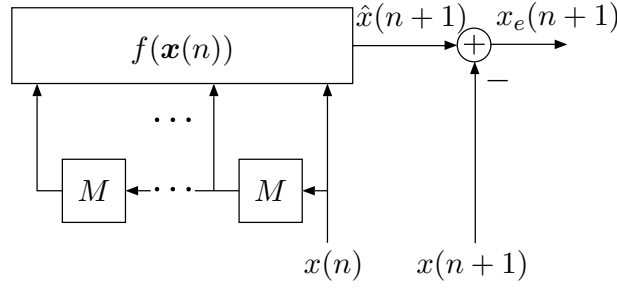 x̂(n + 1) x_e(n + 1)
f(𝒙(n))
+
−
· · ·
M · · · M
x(n) x(n + 1)